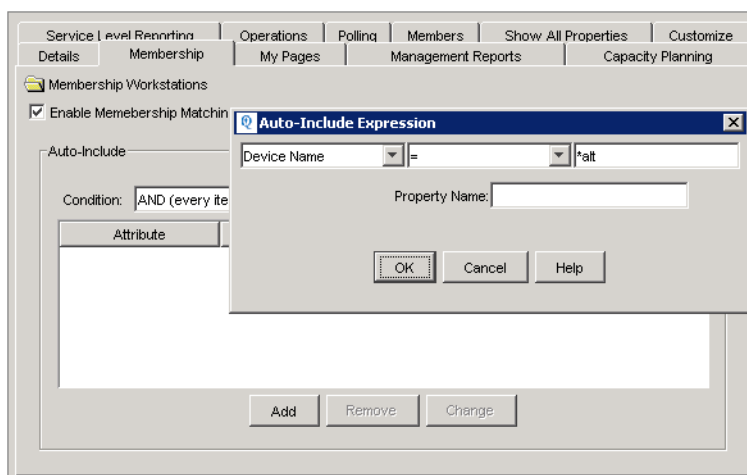 Service Level Reporting Operations Polling Members Show All Properties Customize
Details Membership My Pages Management Reports Capacity Planning
Membership Workstations
Enable Memebership Matchin
Auto-Include Expression
Auto-Include
Device Name = *alt
Property Name:
Condition: AND (every ite
Attribute
OK Cancel Help
Add Remove Change